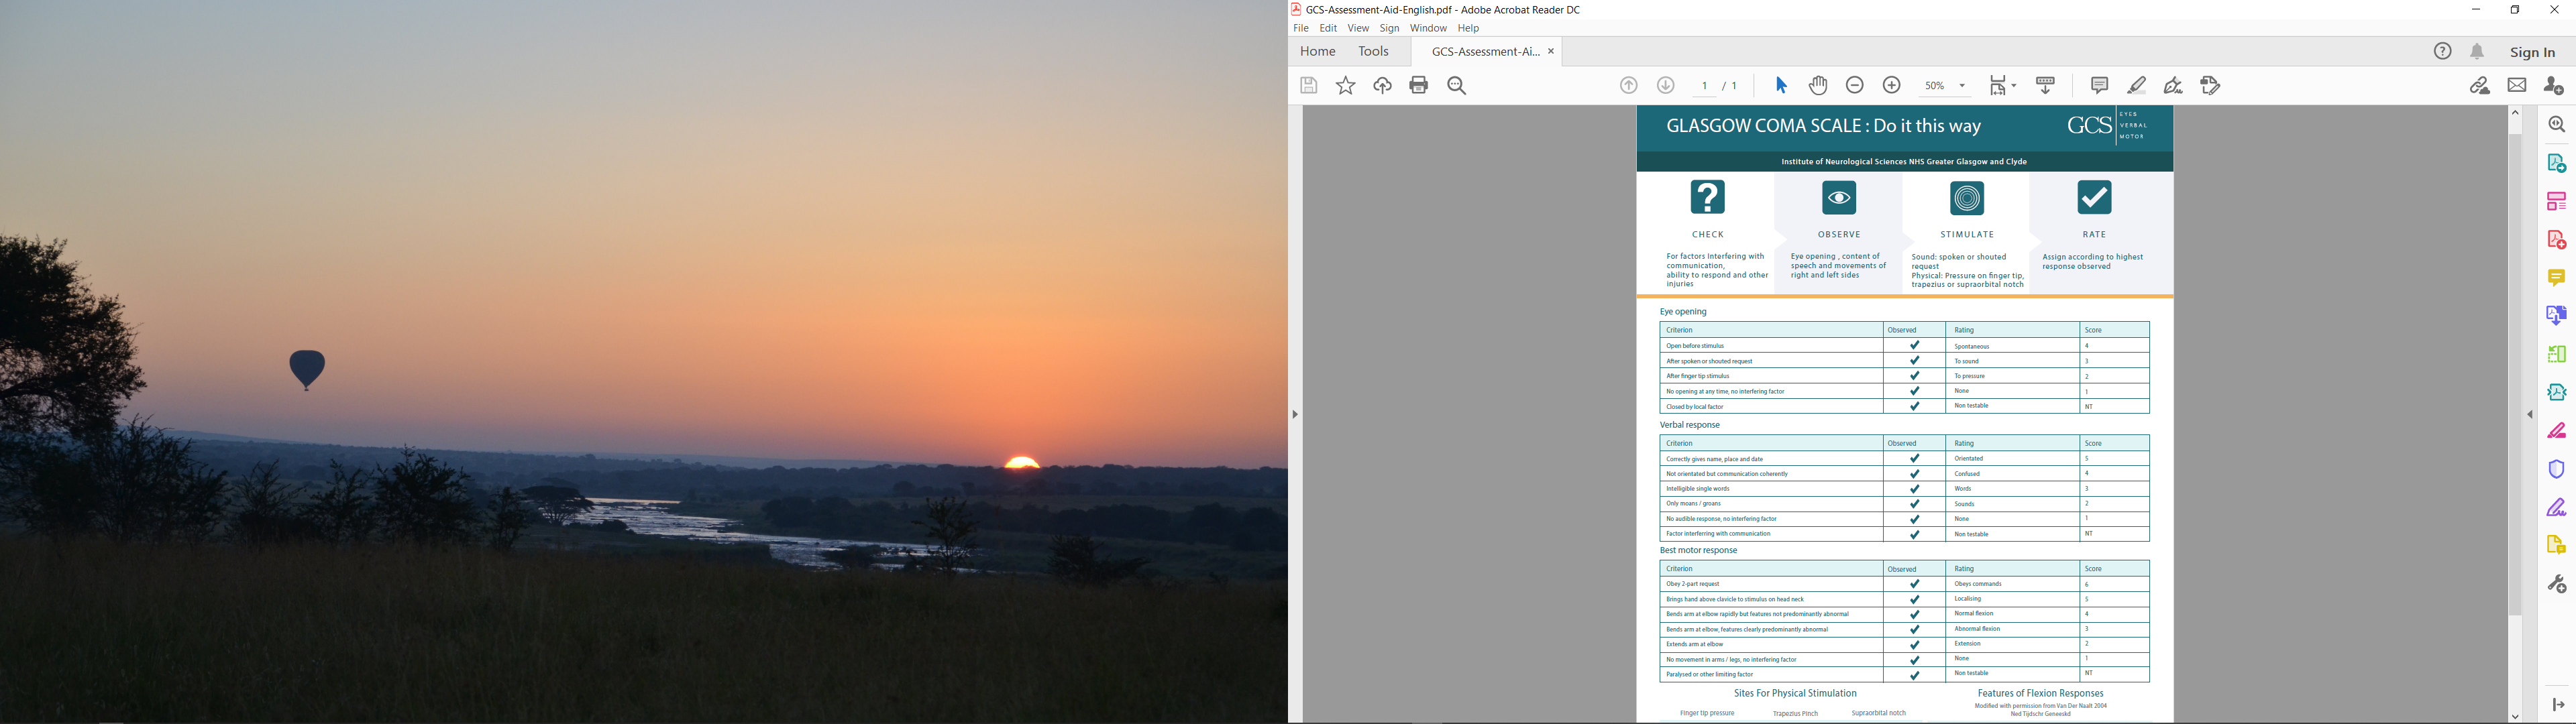 GCS-Assessment-Aid-English.pdf - Adobe Acrobat Reader DC
File Edit View Sign Window Help
Home Tools GCS-Assessment-Ai... × Sign In
1 / 1 50%
GLASGOW COMA SCALE : Do it this way
GCS
EYES
VERBAL
MOTOR
Institute of Neurological Sciences NHS Greater Glasgow and Clyde
CHECK
For factors Interfering with
communication,
ability to respond and other
injuries
OBSERVE
Eye opening , content of
speech and movements of
right and left sides
STIMULATE
Sound: spoken or shouted
request
Physical: Pressure on finger tip,
trapezius or supraorbital notch
RATE
Assign according to highest
response observed
Eye opening
Criterion Observed Rating Score
Open before stimulus ✔ Spontaneous 4
After spoken or shouted request ✔ To sound 3
After finger tip stimulus ✔ To pressure 2
No opening at any time, no interfering factor ✔ None 1
Closed by local factor ✔ Non testable NT
Verbal response
Criterion Observed Rating Score
Correctly gives name, place and date ✔ Orientated 5
Not orientated but communication coherently ✔ Confused 4
Intelligible single words ✔ Words 3
Only moans / groans ✔ Sounds 2
No audible response, no interfering factor ✔ None 1
Factor interferring with communication ✔ Non testable NT
Best motor response
Criterion Observed Rating Score
Obey 2-part request ✔ Obeys commands 6
Brings hand above clavicle to stimulus on head neck ✔ Localising 5
Bends arm at elbow rapidly but features not predominantly abnormal ✔ Normal flexion 4
Bends arm at elbow, features clearly predominantly abnormal ✔ Abnormal flexion 3
Extends arm at elbow ✔ Extension 2
No movement in arms / legs, no interfering factor ✔ None 1
Paralysed or other limiting factor ✔ Non testable NT
Sites For Physical Stimulation
Finger tip pressure Trapezius Pinch Supraorbital notch
Features of Flexion Responses
Modified with permission from Van Der Naalt 2004
Ned Tijdschr Geneeskd